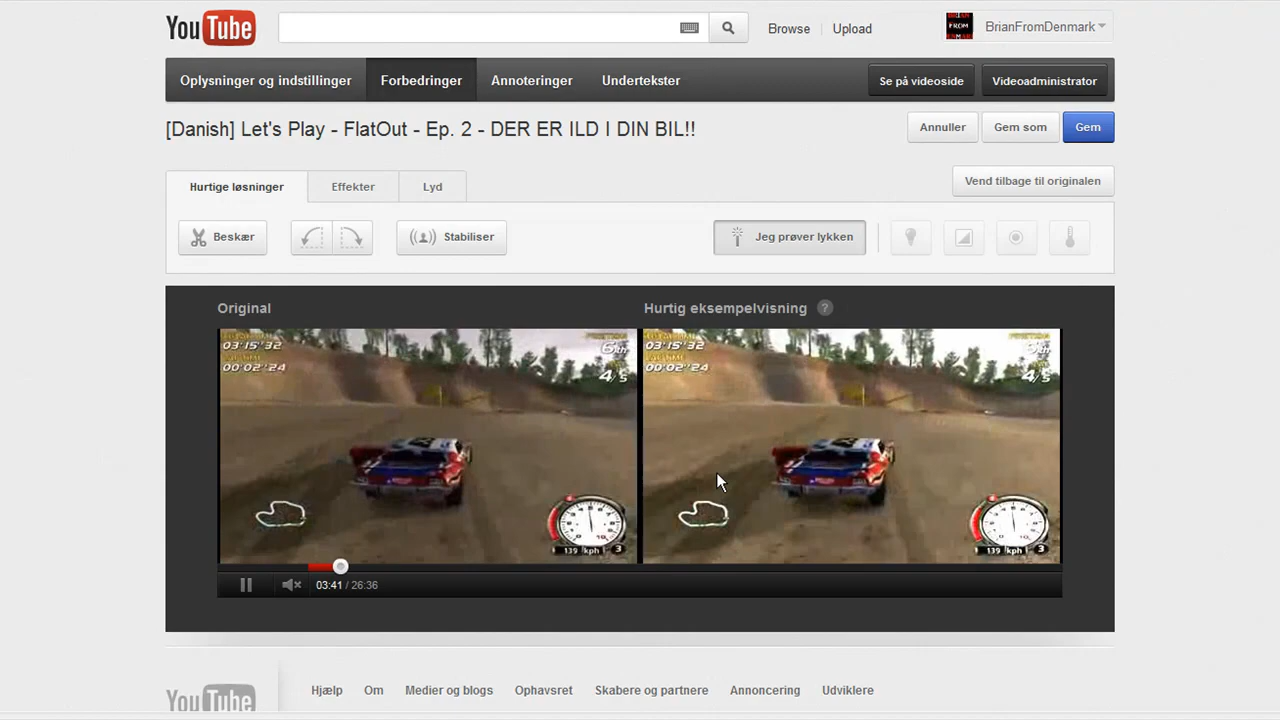 YouTube
Browse
Upload
BrianFromDenmark
Oplysninger og indstillinger
Forbedringer
Annoteringer
Undertekster
Se på videoside
Videoadministrator
[Danish] Let's Play - FlatOut - Ep. 2 - DER ER ILD I DIN BIL!!
Annuller
Gem som
Gem
Hurtige løsninger
Effekter
Lyd
Vend tilbage til originalen
Beskær
Stabiliser
Jeg prøver lykken
Original
Hurtig eksempelvisning
?
03:15'32
00:02'24
4/5
139 kph
3
03:15'32
00:02'24
4/5
139 kph
3
03:41 / 26:36
YouTube
Hjælp
Om
Medier og blogs
Ophavsret
Skabere og partnere
Annoncering
Udviklere